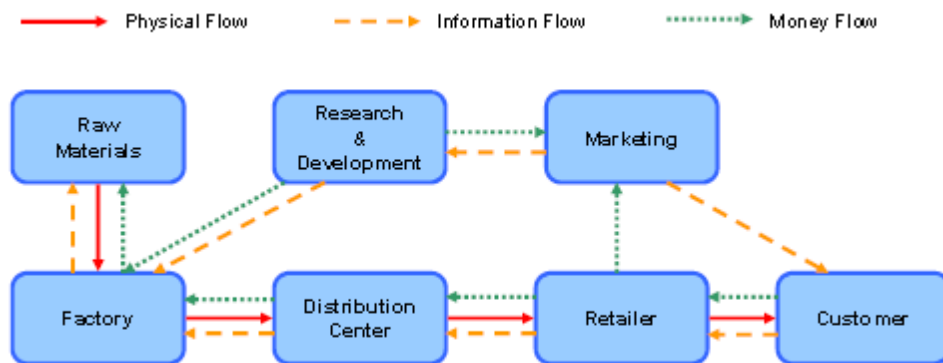 Physical Flow
Information Flow
Money Flow
Raw
Materials
Research
&
Development
Marketing
Factory
Distribution
Center
Retailer
Customer